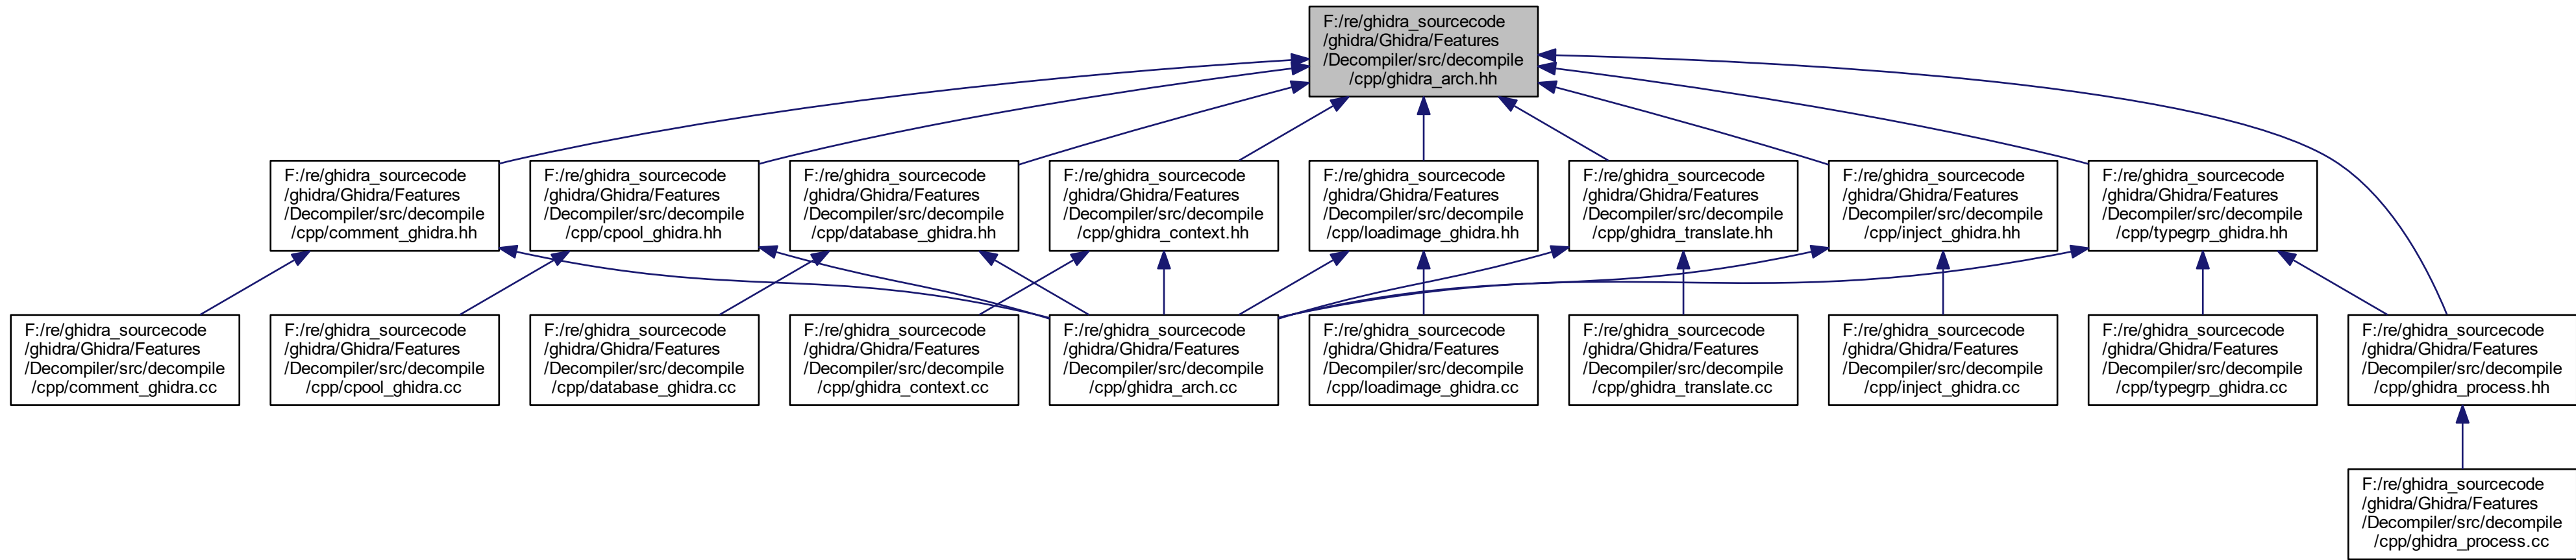 F:/re/ghidra_sourcecode
/ghidra/Ghidra/Features
/Decompiler/src/decompile
/cpp/ghidra_arch.hh
F:/re/ghidra_sourcecode
/ghidra/Ghidra/Features
/Decompiler/src/decompile
/cpp/comment_ghidra.hh
F:/re/ghidra_sourcecode
/ghidra/Ghidra/Features
/Decompiler/src/decompile
/cpp/cpool_ghidra.hh
F:/re/ghidra_sourcecode
/ghidra/Ghidra/Features
/Decompiler/src/decompile
/cpp/database_ghidra.hh
F:/re/ghidra_sourcecode
/ghidra/Ghidra/Features
/Decompiler/src/decompile
/cpp/ghidra_context.hh
F:/re/ghidra_sourcecode
/ghidra/Ghidra/Features
/Decompiler/src/decompile
/cpp/loadimage_ghidra.hh
F:/re/ghidra_sourcecode
/ghidra/Ghidra/Features
/Decompiler/src/decompile
/cpp/ghidra_translate.hh
F:/re/ghidra_sourcecode
/ghidra/Ghidra/Features
/Decompiler/src/decompile
/cpp/inject_ghidra.hh
F:/re/ghidra_sourcecode
/ghidra/Ghidra/Features
/Decompiler/src/decompile
/cpp/typegrp_ghidra.hh
F:/re/ghidra_sourcecode
/ghidra/Ghidra/Features
/Decompiler/src/decompile
/cpp/comment_ghidra.cc
F:/re/ghidra_sourcecode
/ghidra/Ghidra/Features
/Decompiler/src/decompile
/cpp/cpool_ghidra.cc
F:/re/ghidra_sourcecode
/ghidra/Ghidra/Features
/Decompiler/src/decompile
/cpp/database_ghidra.cc
F:/re/ghidra_sourcecode
/ghidra/Ghidra/Features
/Decompiler/src/decompile
/cpp/ghidra_context.cc
F:/re/ghidra_sourcecode
/ghidra/Ghidra/Features
/Decompiler/src/decompile
/cpp/ghidra_arch.cc
F:/re/ghidra_sourcecode
/ghidra/Ghidra/Features
/Decompiler/src/decompile
/cpp/loadimage_ghidra.cc
F:/re/ghidra_sourcecode
/ghidra/Ghidra/Features
/Decompiler/src/decompile
/cpp/ghidra_translate.cc
F:/re/ghidra_sourcecode
/ghidra/Ghidra/Features
/Decompiler/src/decompile
/cpp/inject_ghidra.cc
F:/re/ghidra_sourcecode
/ghidra/Ghidra/Features
/Decompiler/src/decompile
/cpp/typegrp_ghidra.cc
F:/re/ghidra_sourcecode
/ghidra/Ghidra/Features
/Decompiler/src/decompile
/cpp/ghidra_process.hh
F:/re/ghidra_sourcecode
/ghidra/Ghidra/Features
/Decompiler/src/decompile
/cpp/ghidra_process.cc